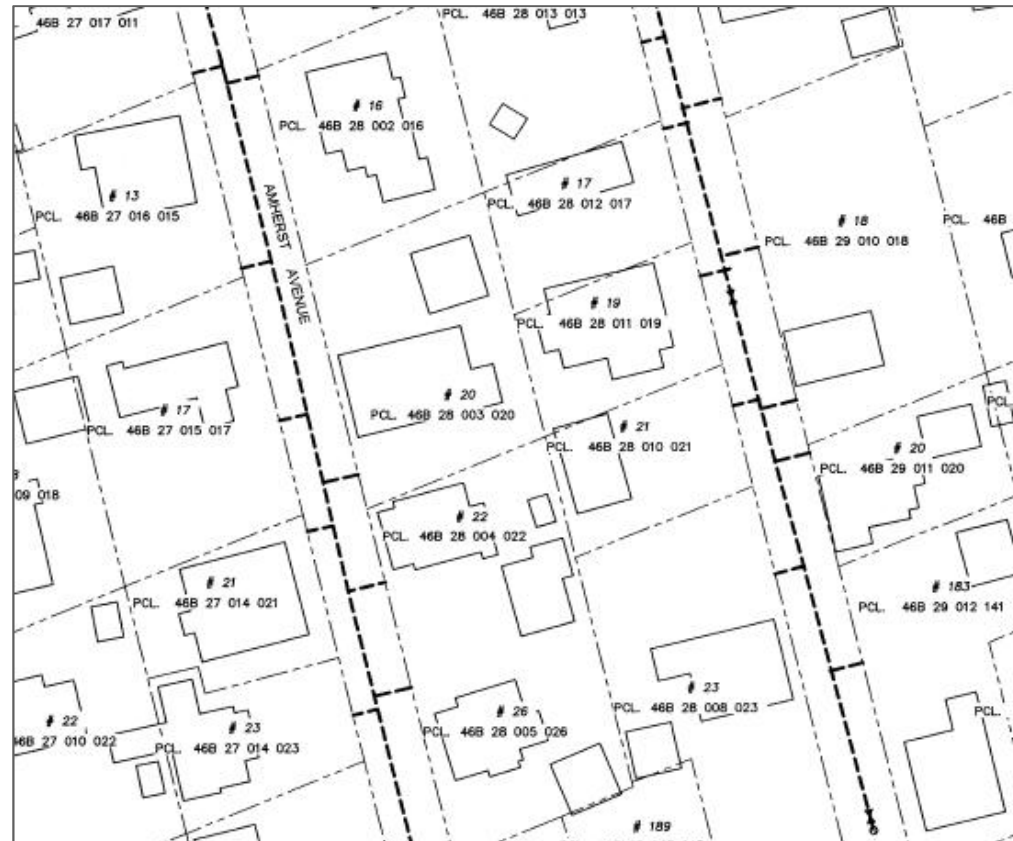 46B 27 017 011
PCL. 46B 28 013 013
# 16
PCL. 46B 28 002 016
# 13
PCL. 46B 27 016 015
# 17
PCL. 46B 28 012 017
# 18
PCL. 46B 29 010 018
PCL. 46B
AMHERST AVENUE
# 19
PCL. 46B 28 011 019
# 20
PCL. 46B 28 003 020
# 17
PCL. 46B 27 015 017
# 21
PCL. 46B 28 010 021
PCL.
# 20
PCL. 46B 29 011 020
09 018
# 22
PCL. 46B 28 004 022
# 21
PCL. 46B 27 014 021
# 183
PCL. 46B 29 012 141
# 22
46B 27 010 022
# 23
PCL. 46B 27 014 023
# 26
PCL. 46B 28 005 026
# 23
PCL. 46B 28 008 023
PCL.
# 189